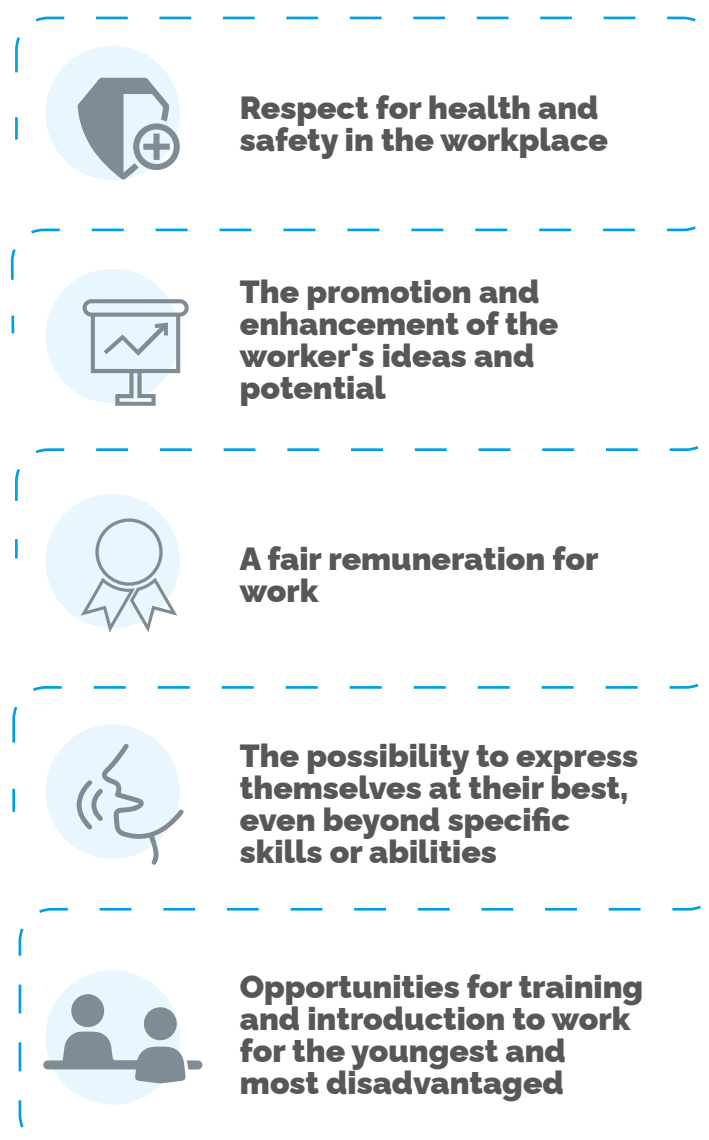 Respect for health and
safety in the workplace
The promotion and
enhancement of the
worker's ideas and
potential
A fair remuneration for
work
The possibility to express
themselves at their best,
even beyond specific
skills or abilities
Opportunities for training
and introduction to work
for the youngest and
most disadvantaged